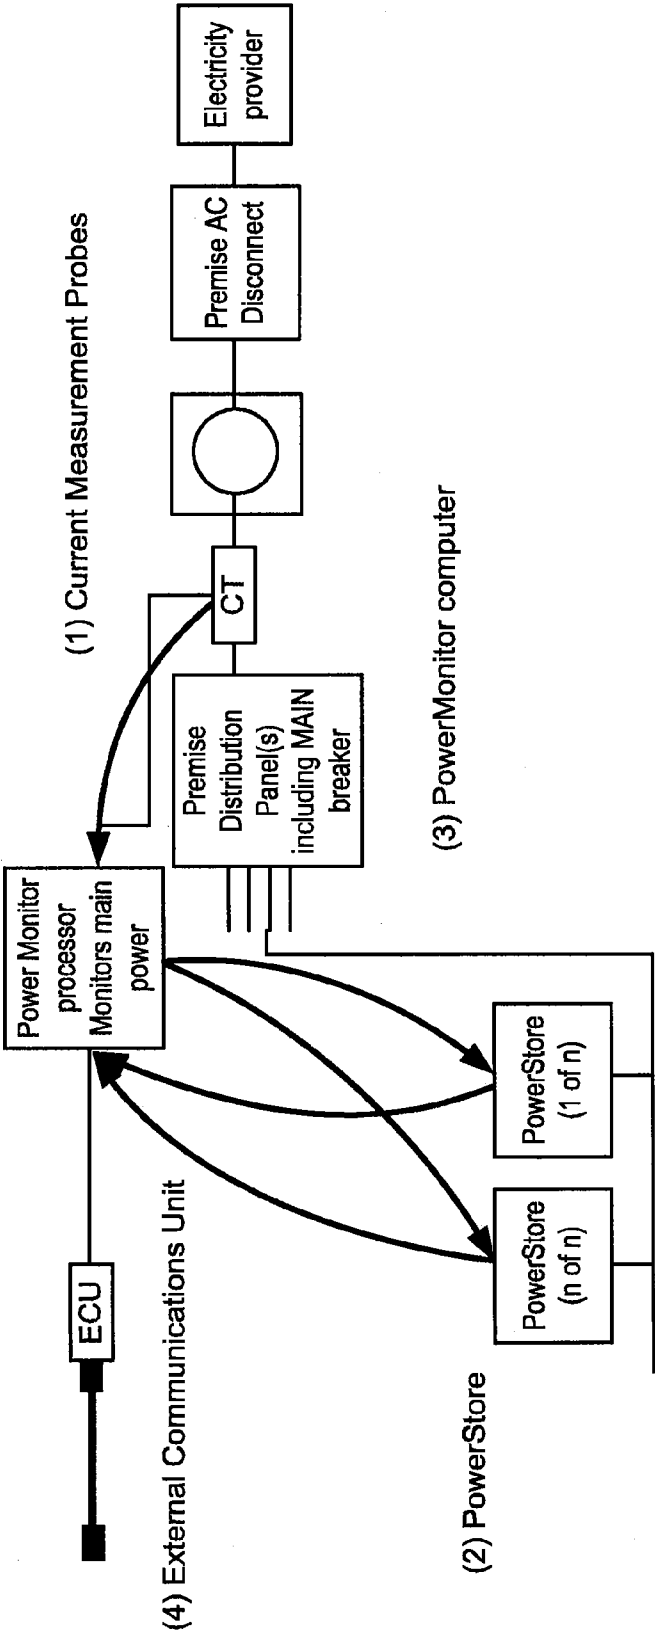 Electricity
provider
Premise AC
Disconnect
(1) Current Measurement Probes
CT
Premise
Distribution
Panel(s)
including MAIN
breaker
(3) PowerMonitor computer
Power Monitor
processor
Monitors main
power
PowerStore
(1 of n)
PowerStore
(n of n)
ECU
(4) External Communications Unit
(2) PowerStore